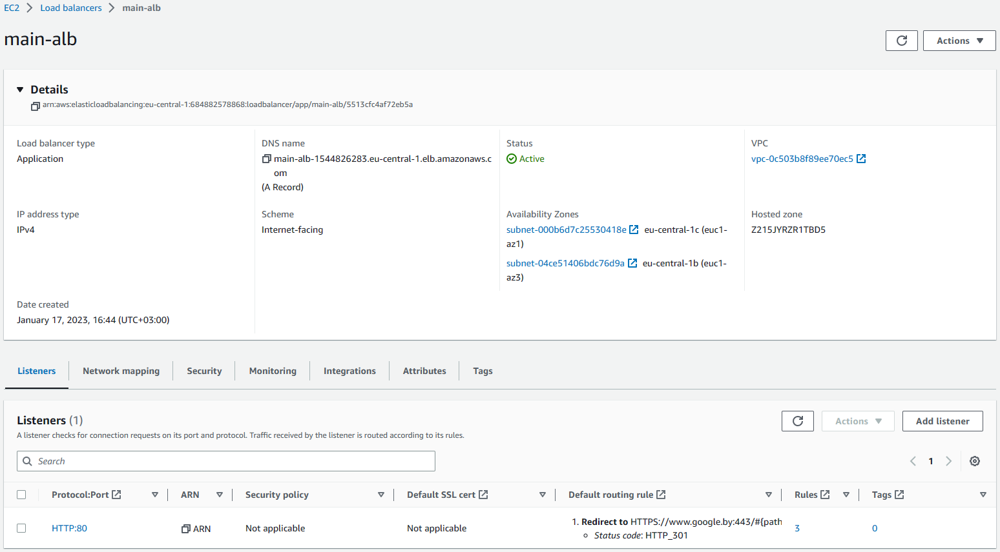 EC2 > Load balancers > main-alb
main-alb
Actions
Details
arn:aws:elasticloadbalancing:eu-central-1:684882578868:loadbalancer/app/main-alb/5513cfc4af72eb5a
Load balancer type
Application
DNS name
main-alb-1544826283.eu-central-1.elb.amazonaws.c
om
(A Record)
Status
Active
VPC
vpc-0c503b8f89ee70ec5
IP address type
IPv4
Scheme
Internet-facing
Availability Zones
subnet-000b6d7c25530418e eu-central-1c (euc1-
az1)
subnet-04ce51406bdc76d9a eu-central-1b (euc1-
az3)
Hosted zone
Z215JYRZR1TBD5
Date created
January 17, 2023, 16:44 (UTC+03:00)
Listeners Network mapping Security Monitoring Integrations Attributes Tags
Listeners (1)
A listener checks for connection requests on its port and protocol. Traffic received by the listener is routed according to its rules.
Actions Add listener
Search
1
Protocol:Port ARN Security policy Default SSL cert Default routing rule Rules Tags
HTTP:80 ARN Not applicable Not applicable
1. Redirect to HTTPS://www.google.by:443/#{path
Status code: HTTP_301
3 0